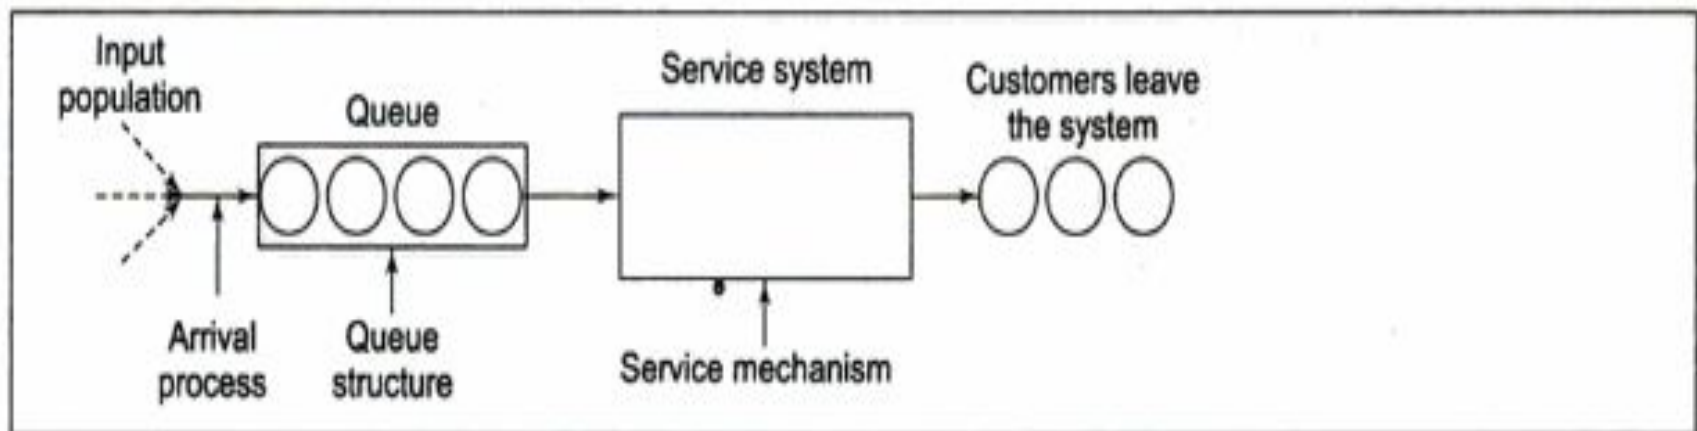 Input
population
Queue
Service system
Customers leave
the system
Arrival
process
Queue
structure
Service mechanism